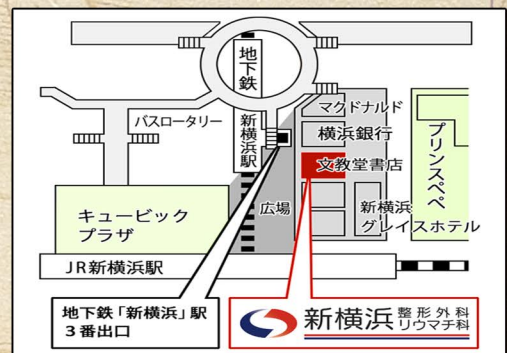 地下鉄
新横浜駅
バスロータリー
マクドナルド
横浜銀行
文教堂書店
プリンスペペ
広場
新横浜
グレイスホテル
キュービック
プラザ
JR新横浜駅
地下鉄「新横浜」駅
3番出口
新横浜 整形外科
リウマチ科